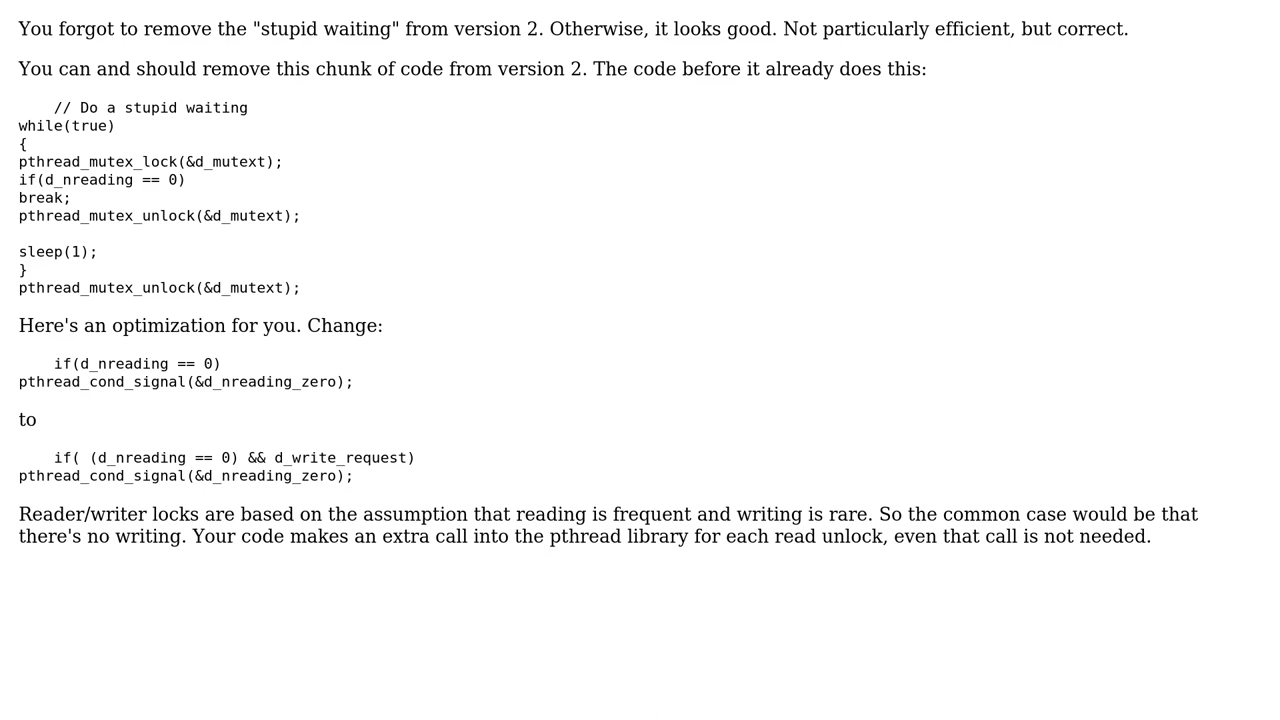 You forgot to remove the "stupid waiting" from version 2. Otherwise, it looks good. Not particularly efficient, but correct.
You can and should remove this chunk of code from version 2. The code before it already does this:
// Do a stupid waiting
while(true)
{
pthread_mutex_lock(&d_mutext);
if(d_nreading == 0)
break;
pthread_mutex_unlock(&d_mutext);
sleep(1);
}
pthread_mutex_unlock(&d_mutext);
Here's an optimization for you. Change:
if(d_nreading == 0)
pthread_cond_signal(&d_nreading_zero);
to
if( (d_nreading == 0) && d_write_request)
pthread_cond_signal(&d_nreading_zero);
Reader/writer locks are based on the assumption that reading is frequent and writing is rare. So the common case would be that
there's no writing. Your code makes an extra call into the pthread library for each read unlock, even that call is not needed.